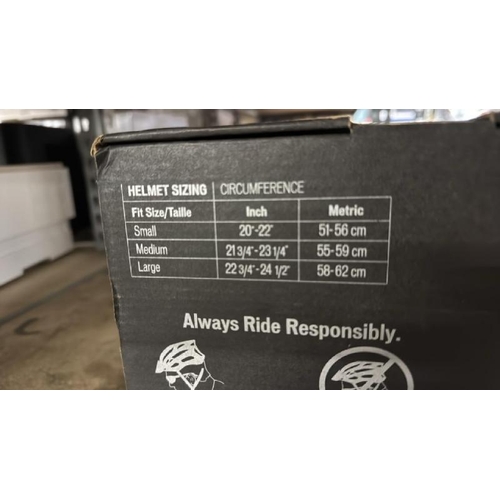 HELMET SIZING CIRCUMFERENCE
Fit Size/Taille Inch Metric
Small 20"-22" 51-56 cm
Medium 21 3/4"-23 1/4" 55-59 cm
Large 22 3/4"-24 1/2" 58-62 cm
Always Ride Responsibly.